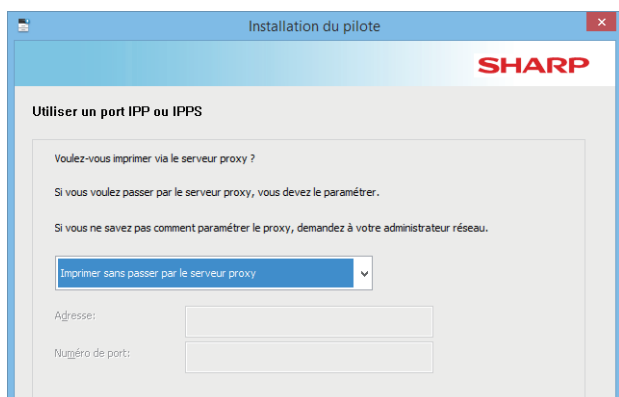 Installation du pilote
SHARP
Utiliser un port IPP ou IPPS
Voulez-vous imprimer via le serveur proxy ?
Si vous voulez passer par le serveur proxy, vous devez le paramétrer.
Si vous ne savez pas comment paramétrer le proxy, demandez à votre administrateur réseau.
Imprimer sans passer par le serveur proxy
Adresse:
Numéro de port: